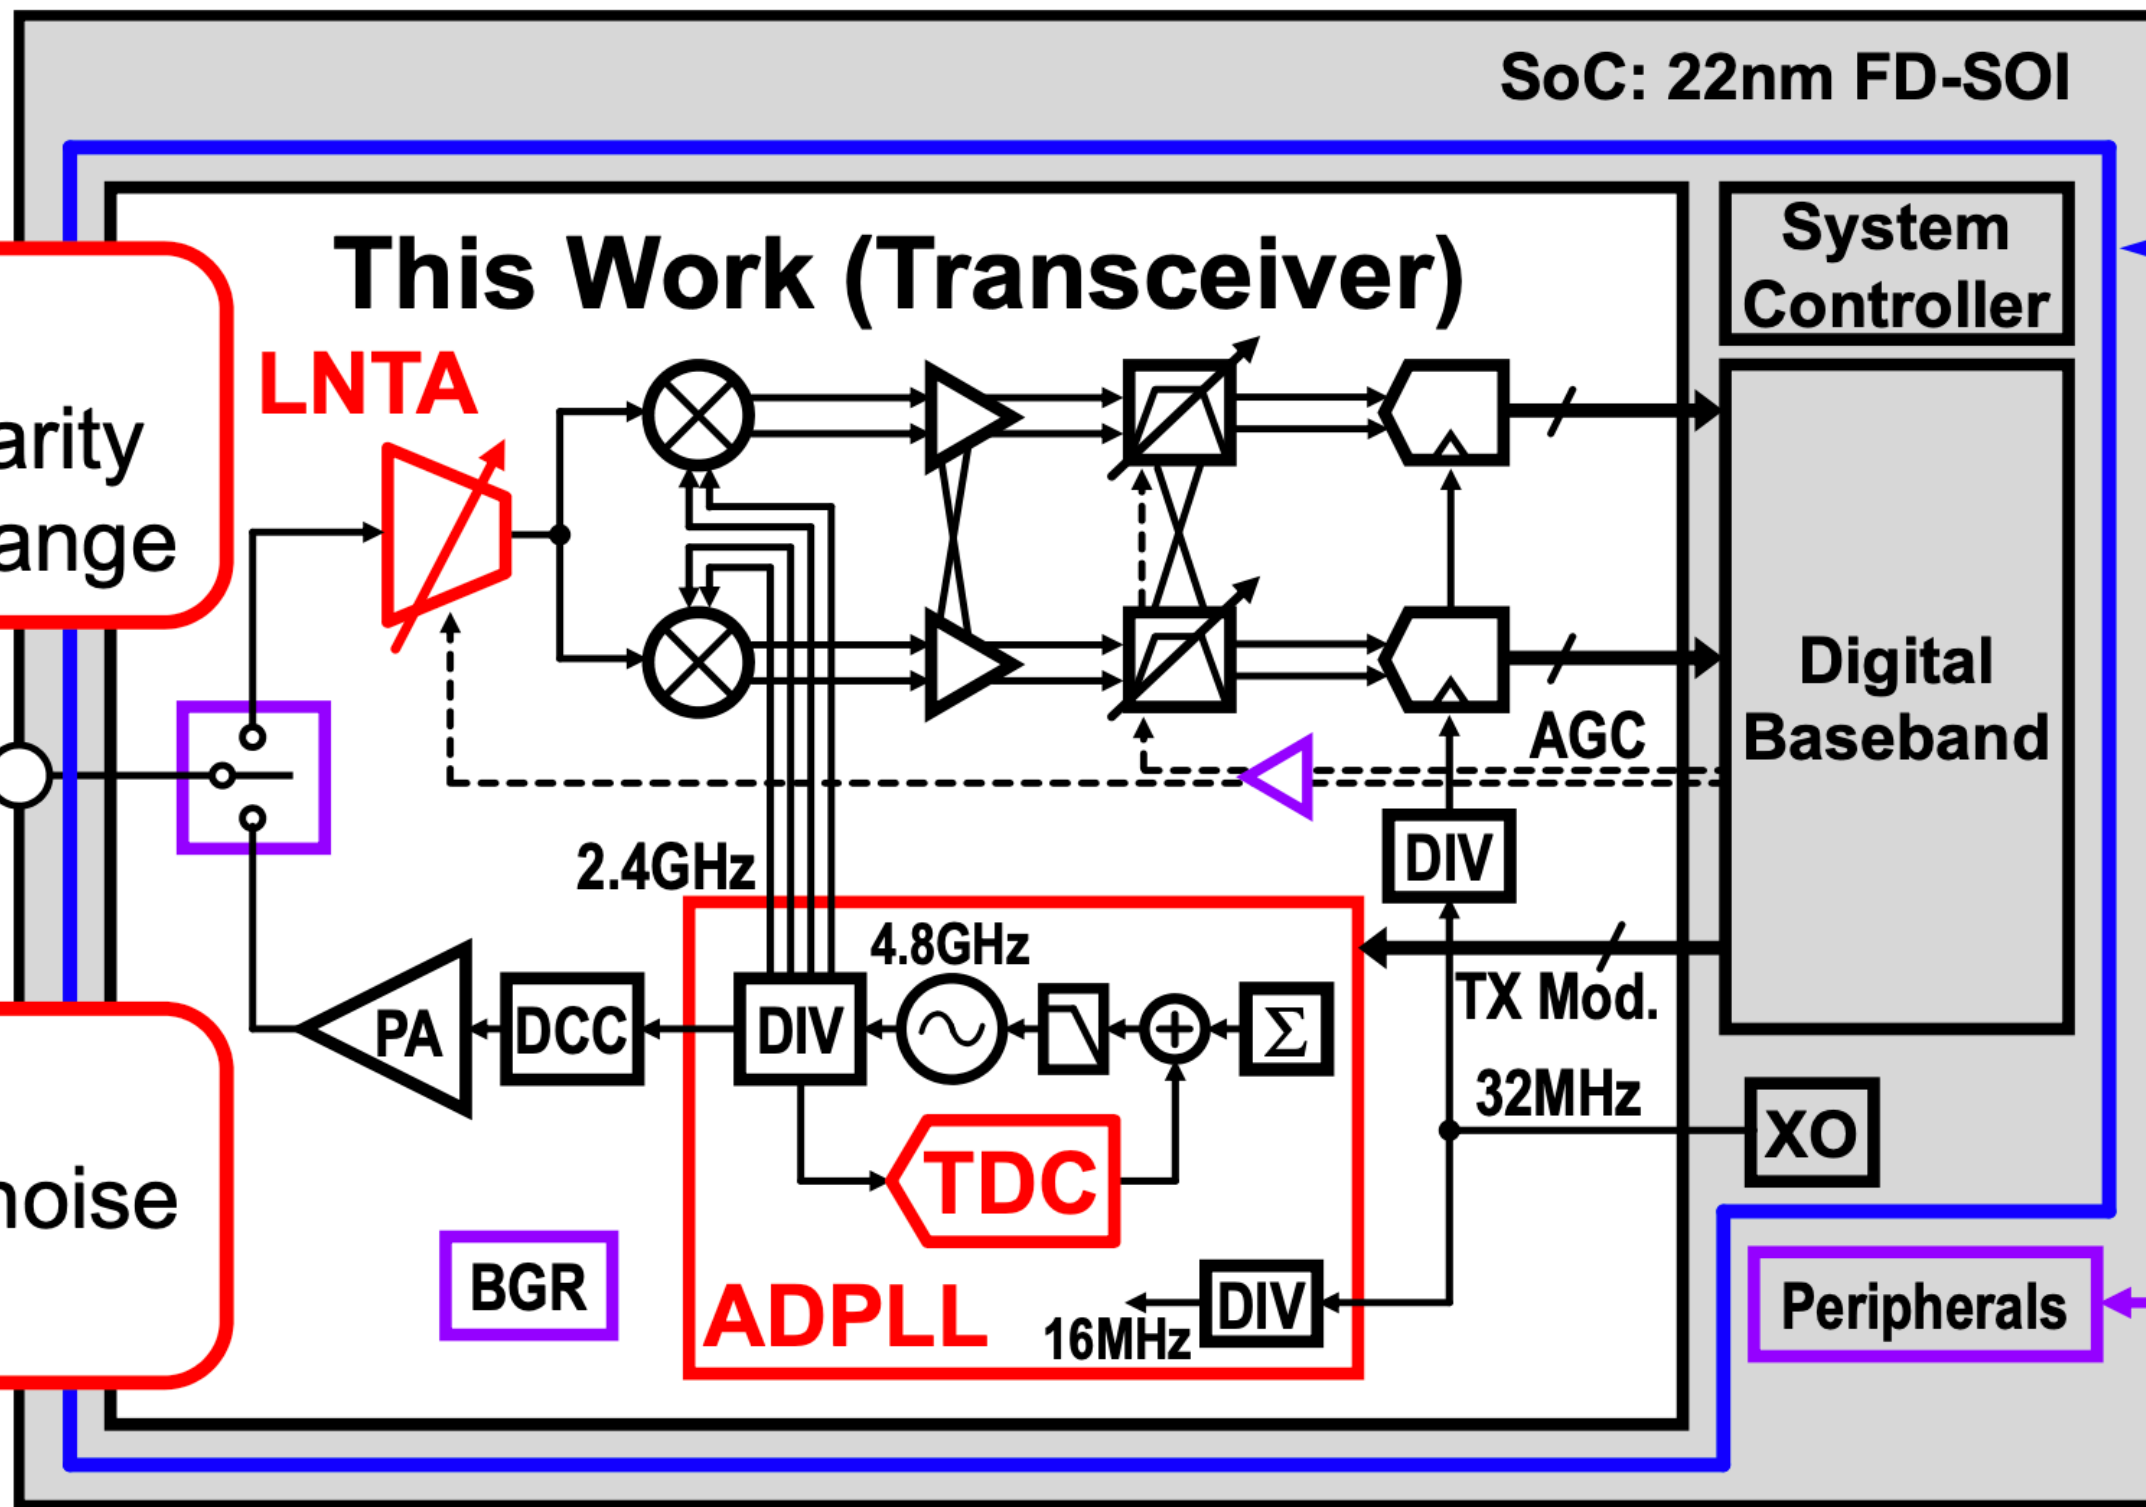 SoC: 22nm FD-SOI
This Work (Transceiver)
System
Controller
LNTA
arity
ange
Digital
Baseband
AGC
2.4GHz
DIV
4.8GHz
TX Mod.
PA
DCC
DIV
Σ
32MHz
XO
TDC
noise
BGR
ADPLL
DIV
16MHz
Peripherals